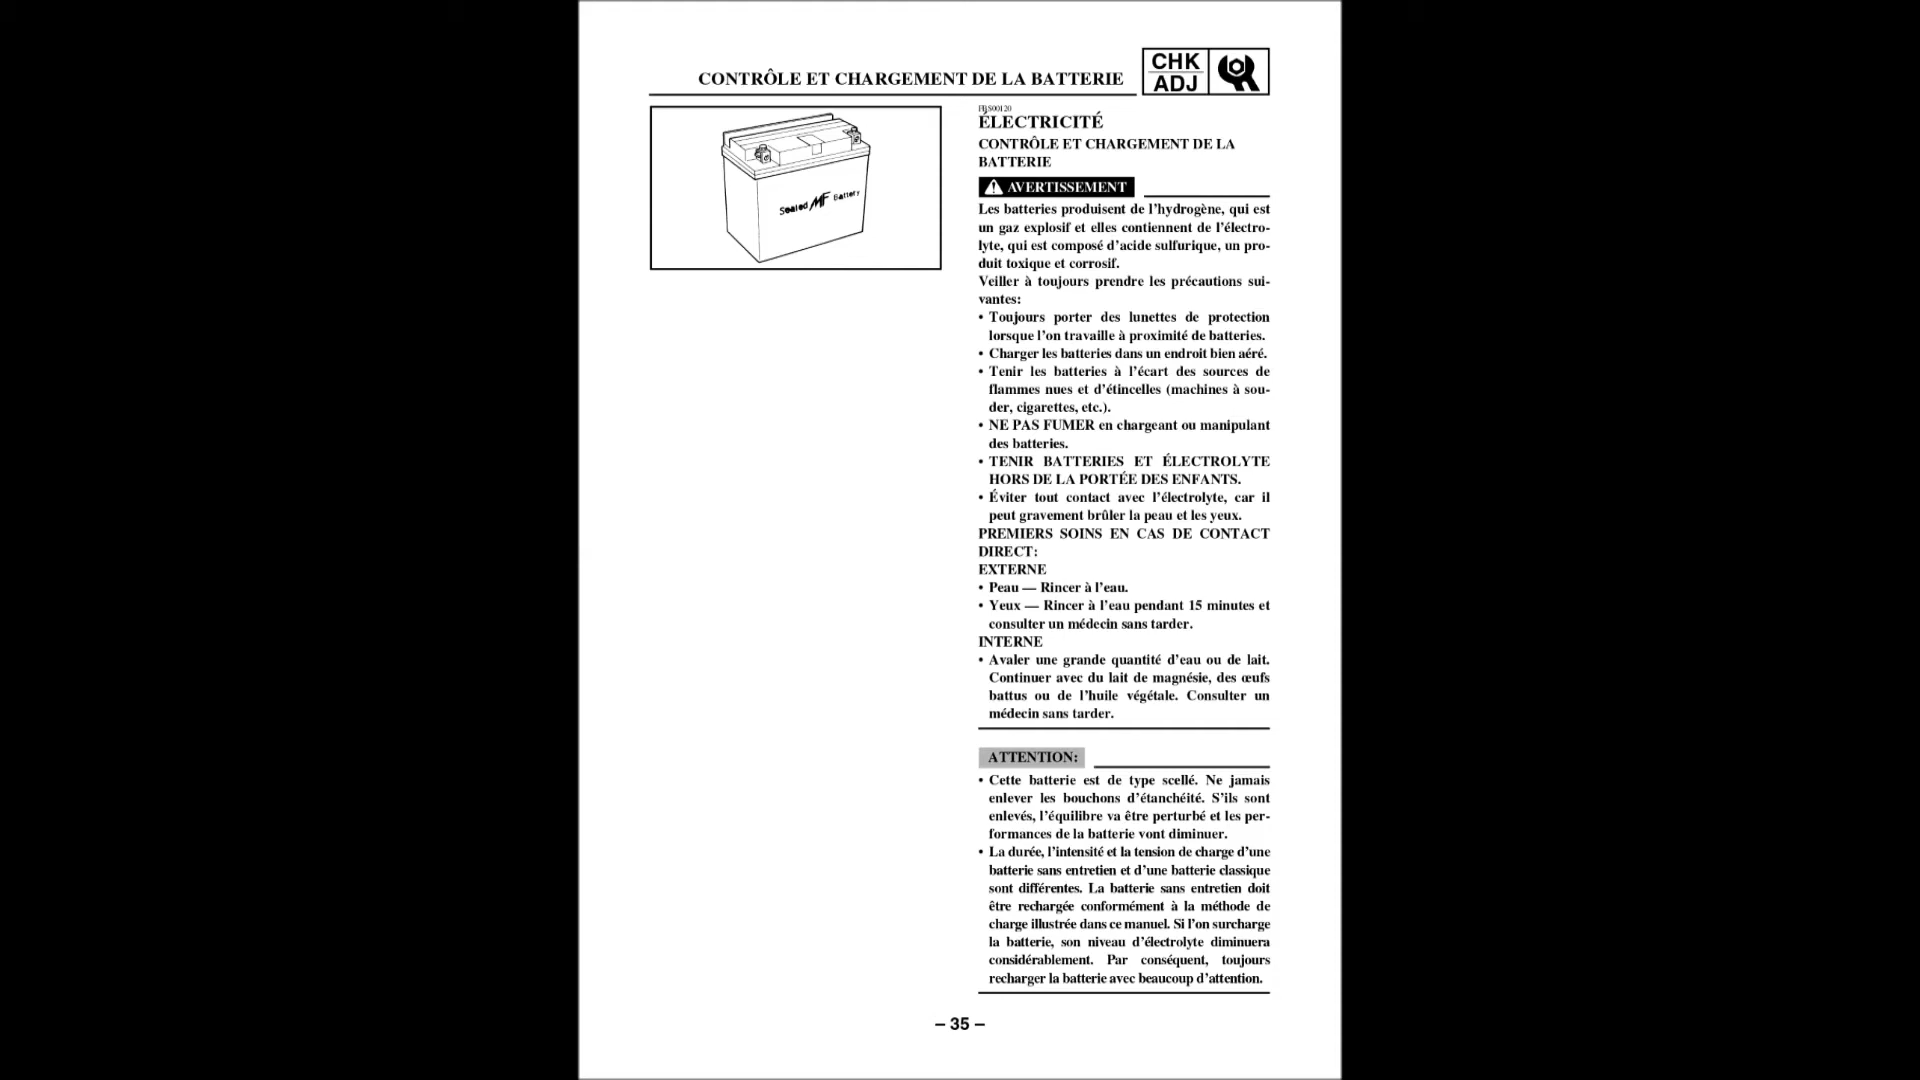 CONTRÔLE ET CHARGEMENT DE LA BATTERIE
CHK
ADJ
Sealed MF Battery
FBS00120
ÉLECTRICITÉ
CONTRÔLE ET CHARGEMENT DE LA
BATTERIE
AVERTISSEMENT
Les batteries produisent de l’hydrogène, qui est
un gaz explosif et elles contiennent de l’électro-
lyte, qui est composé d’acide sulfurique, un pro-
duit toxique et corrosif.
Veiller à toujours prendre les précautions sui-
vantes:
• Toujours porter des lunettes de protection
lorsque l’on travaille à proximité de batteries.
• Charger les batteries dans un endroit bien aéré.
• Tenir les batteries à l’écart des sources de
flammes nues et d’étincelles (machines à sou-
der, cigarettes, etc.).
• NE PAS FUMER en chargeant ou manipulant
des batteries.
• TENIR BATTERIES ET ÉLECTROLYTE
HORS DE LA PORTÉE DES ENFANTS.
• Éviter tout contact avec l’électrolyte, car il
peut gravement brûler la peau et les yeux.
PREMIERS SOINS EN CAS DE CONTACT
DIRECT:
EXTERNE
• Peau — Rincer à l’eau.
• Yeux — Rincer à l’eau pendant 15 minutes et
consulter un médecin sans tarder.
INTERNE
• Avaler une grande quantité d’eau ou de lait.
Continuer avec du lait de magnésie, des œufs
battus ou de l’huile végétale. Consulter un
médecin sans tarder.
ATTENTION:
• Cette batterie est de type scellé. Ne jamais
enlever les bouchons d’étanchéité. S’ils sont
enlevés, l’équilibre va être perturbé et les per-
formances de la batterie vont diminuer.
• La durée, l’intensité et la tension de charge d’une
batterie sans entretien et d’une batterie classique
sont différentes. La batterie sans entretien doit
être rechargée conformément à la méthode de
charge illustrée dans ce manuel. Si l’on surcharge
la batterie, son niveau d’électrolyte diminuera
considérablement. Par conséquent, toujours
recharger la batterie avec beaucoup d’attention.
– 35 –